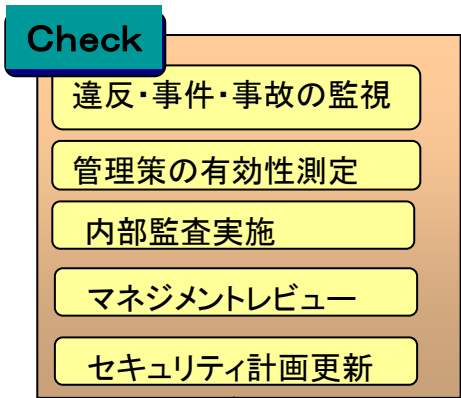 Check
違反・事件・事故の監視
管理策の有効性測定
内部監査実施
マネジメントレビュー
セキュリティ計画更新